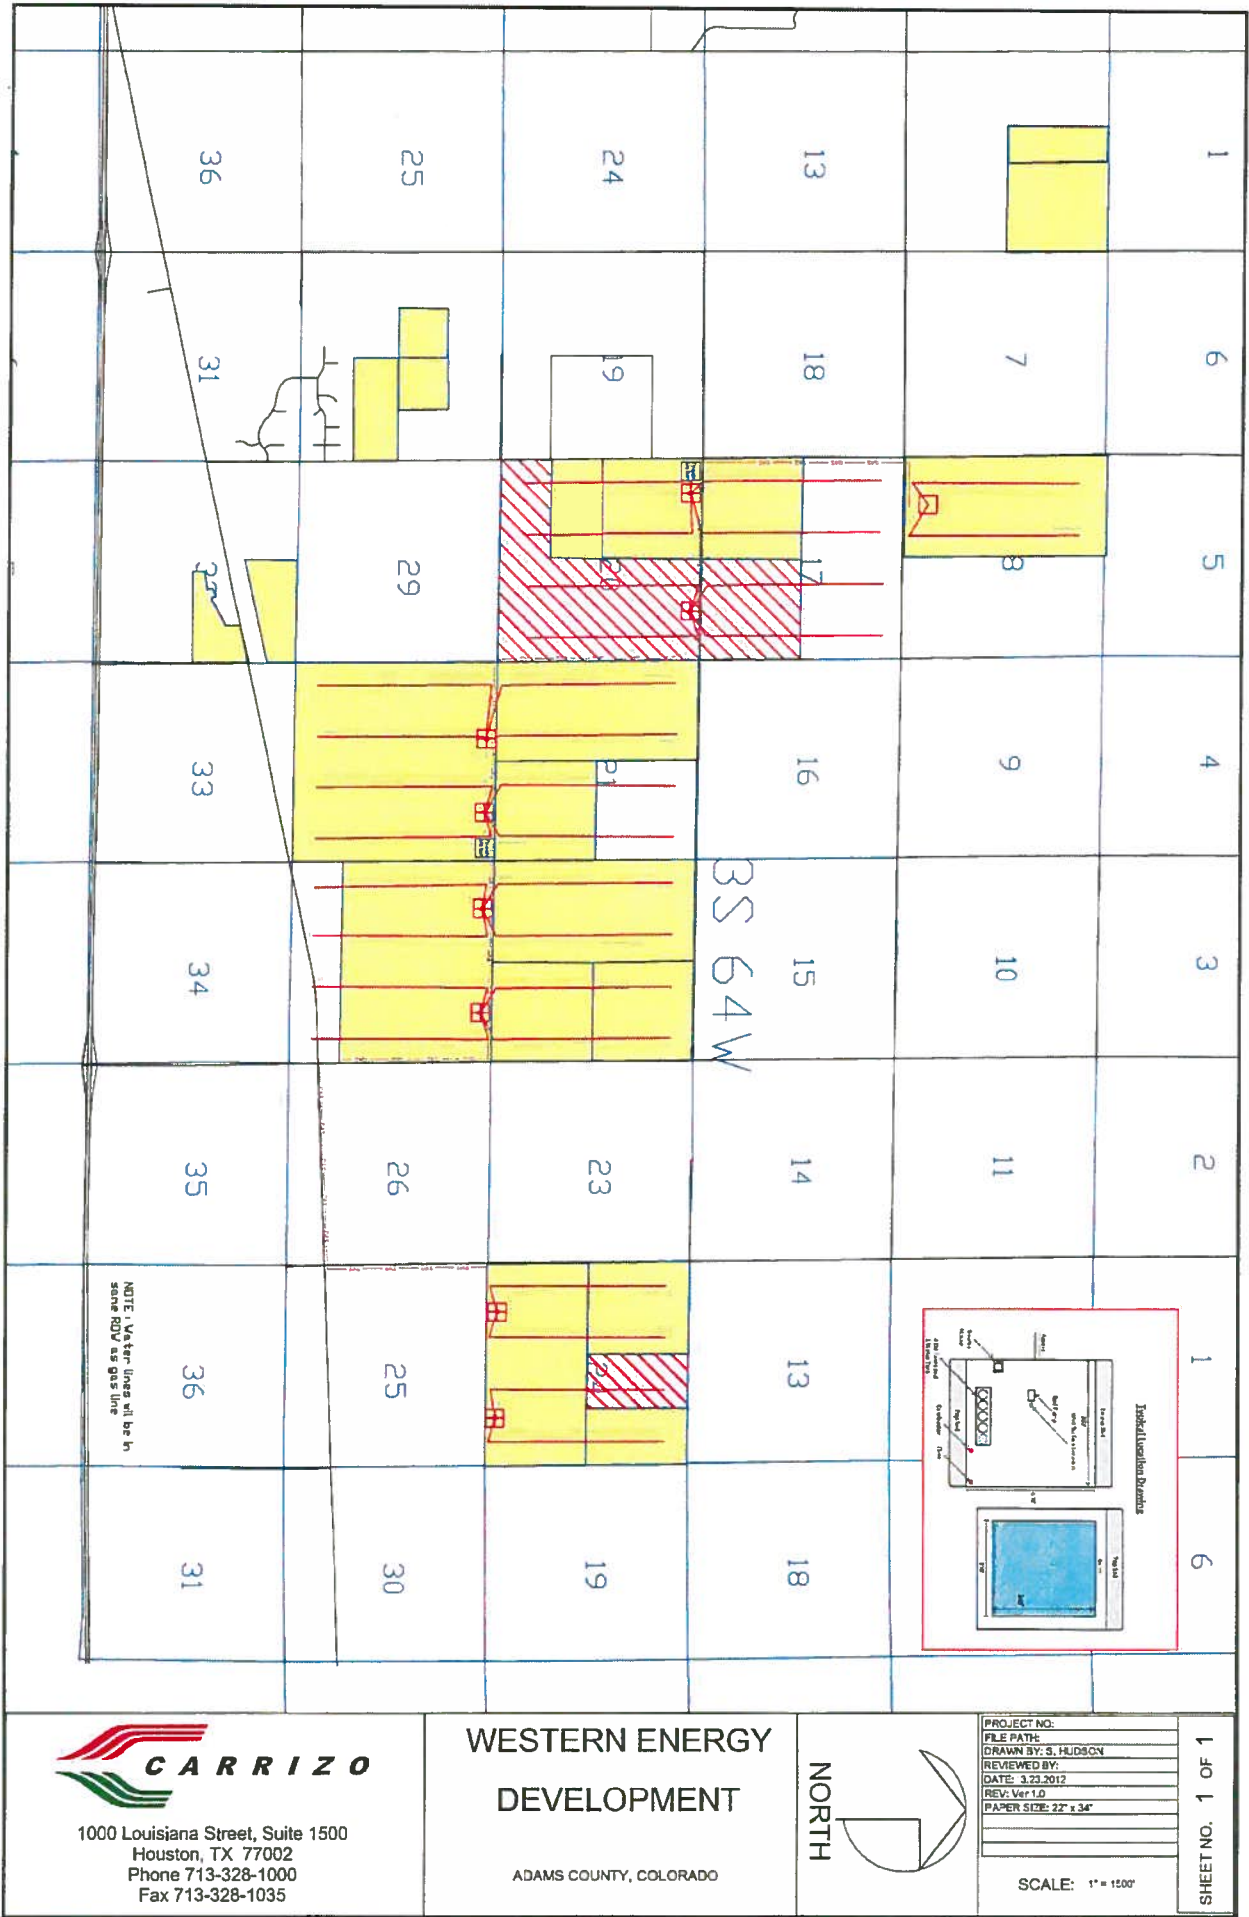 1
6
5
4
3
2
1
6
7
8
9
10
11
13
18
17
16
15
14
13
18
3S 64W
24
19
20
21
23
24
19
25
29
26
25
30
36
31
33
34
35
36
31
NOTE: Water lines will be in
same ROW as gas line
Typical Location Drawing
CARRIZO
1000 Louisiana Street, Suite 1500
Houston, TX 77002
Phone 713-328-1000
Fax 713-328-1035
WESTERN ENERGY
DEVELOPMENT
ADAMS COUNTY, COLORADO
NORTH
PROJECT NO:
FILE PATH:
DRAWN BY: S. HUDSON
REVIEWED BY:
DATE: 3.23.2012
REV: Ver 1.0
PAPER SIZE: 22" x 34"
SCALE: 1" = 1500'
SHEET NO. 1 OF 1